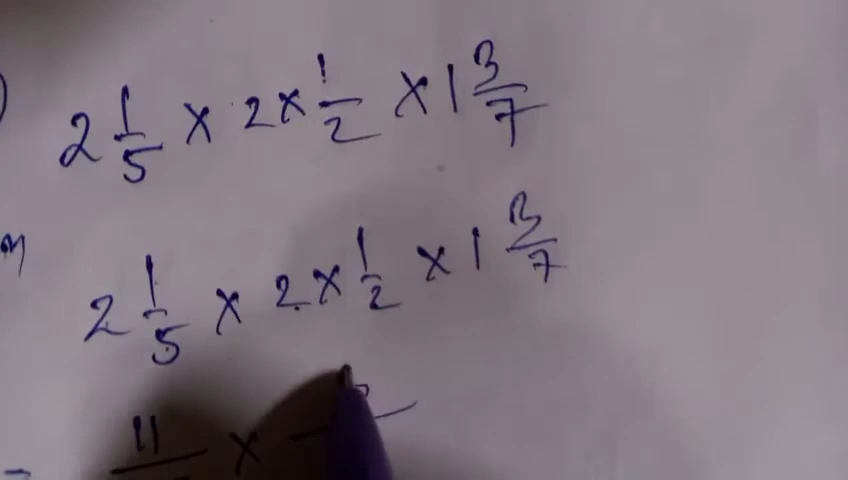 2 1/5 × 2 × 1/2 × 1 3/7
2 1/5 × 2 × 1/2 × 1 3/7
= 11 ×